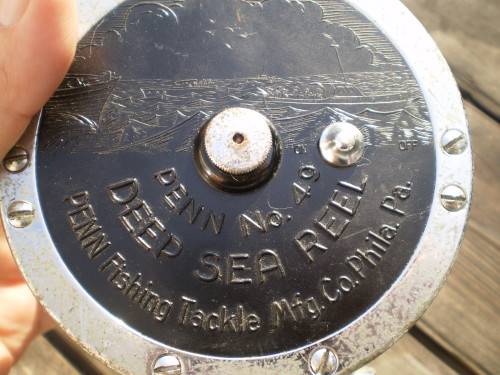 ON OFF
PENN No. 49
DEEP SEA REEL
PENN Fishing Tackle Mfg. Co. Phila. Pa.